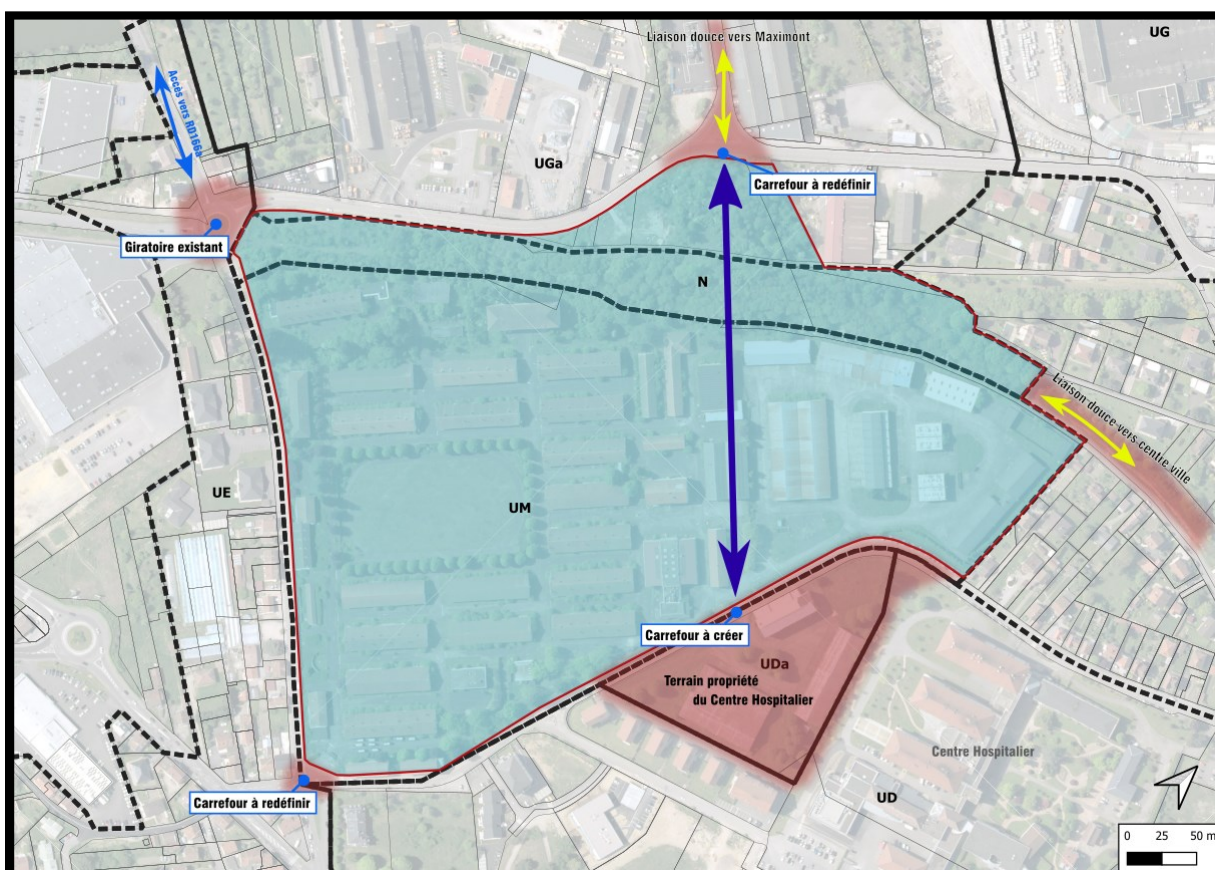 Liaison douce vers Maximont
UG
Accès vers RD166a
UGa
Carrefour à redéfinir
Giratoire existant
N
Liaison douce vers centre ville
UE
UM
Carrefour à créer
UDa
Terrain propriété
du Centre Hospitalier
Centre Hospitalier
UD
Carrefour à redéfinir
0 25 50 m